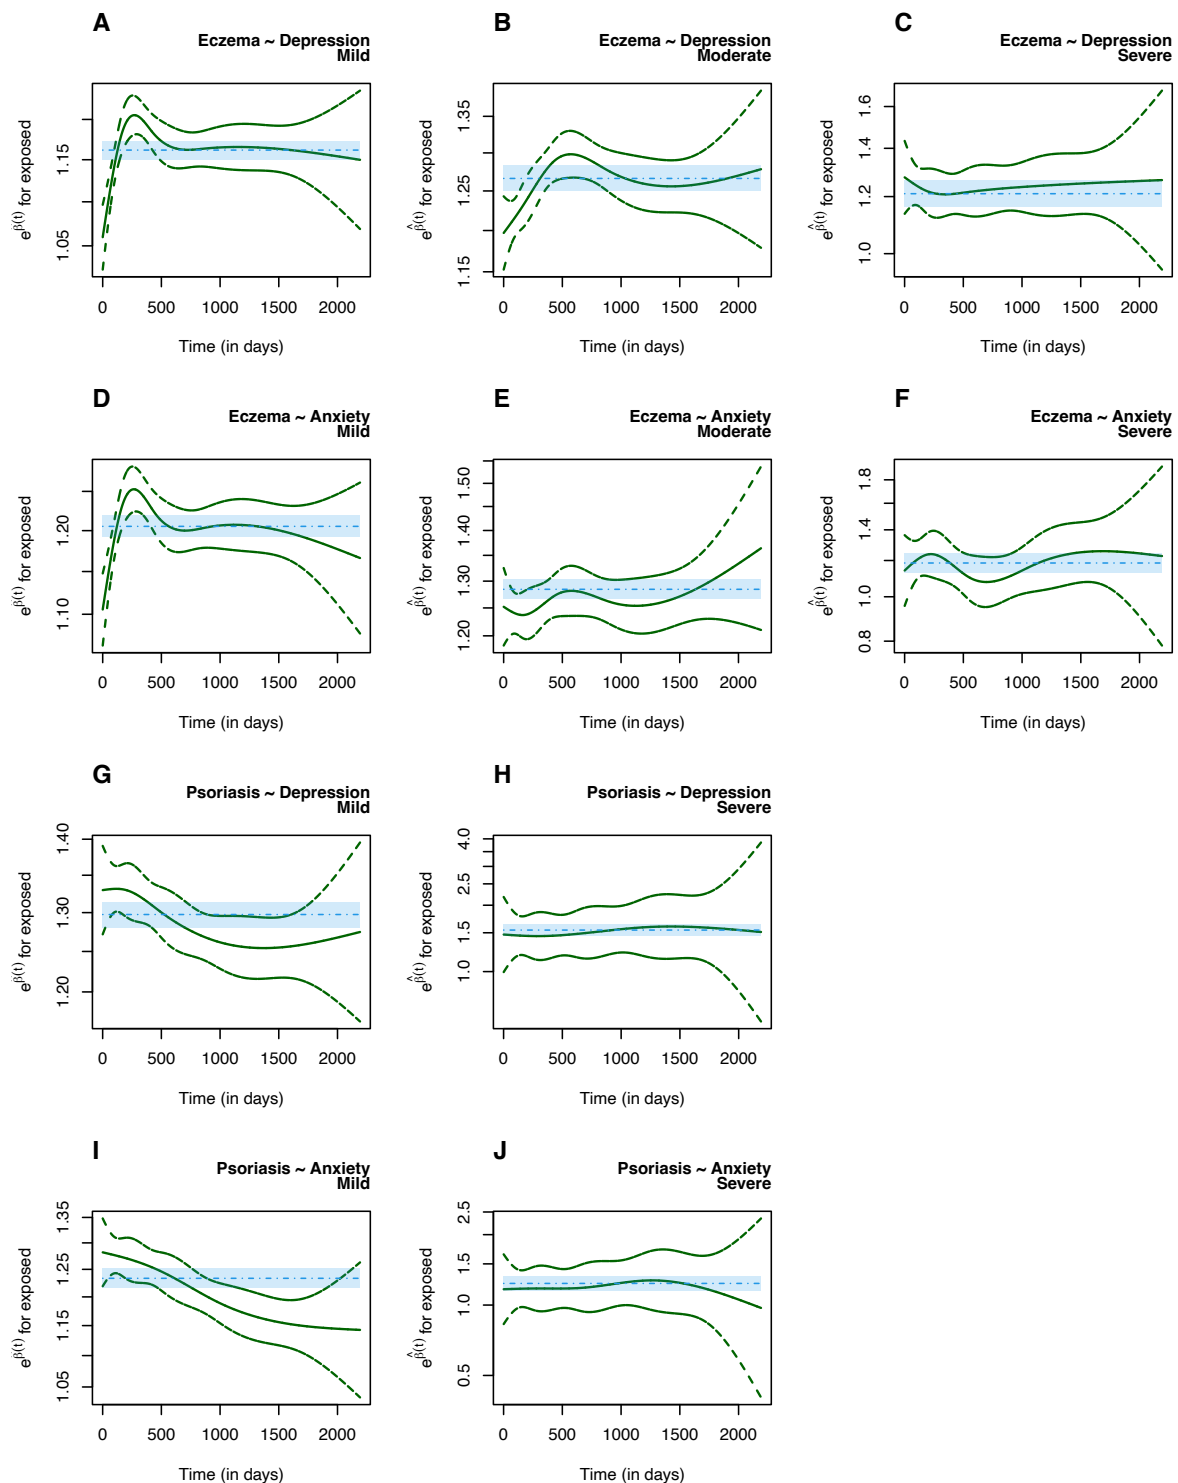 A
Eczema ~ Depression
Mild
e^β̂(t) for exposed
1.05
1.15
0
500
1000
1500
2000
Time (in days)
B
Eczema ~ Depression
Moderate
e^β̂(t) for exposed
1.15
1.25
1.35
0
500
1000
1500
2000
Time (in days)
C
Eczema ~ Depression
Severe
e^β̂(t) for exposed
1.0
1.2
1.4
1.6
0
500
1000
1500
2000
Time (in days)
D
Eczema ~ Anxiety
Mild
e^β̂(t) for exposed
1.10
1.20
0
500
1000
1500
2000
Time (in days)
E
Eczema ~ Anxiety
Moderate
e^β̂(t) for exposed
1.20
1.30
1.40
1.50
0
500
1000
1500
2000
Time (in days)
F
Eczema ~ Anxiety
Severe
e^β̂(t) for exposed
0.8
1.0
1.4
1.8
0
500
1000
1500
2000
Time (in days)
G
Psoriasis ~ Depression
Mild
e^β̂(t) for exposed
1.20
1.30
1.40
0
500
1000
1500
2000
Time (in days)
H
Psoriasis ~ Depression
Severe
e^β̂(t) for exposed
1.0
1.5
2.5
4.0
0
500
1000
1500
2000
Time (in days)
I
Psoriasis ~ Anxiety
Mild
e^β̂(t) for exposed
1.05
1.15
1.25
1.35
0
500
1000
1500
2000
Time (in days)
J
Psoriasis ~ Anxiety
Severe
e^β̂(t) for exposed
0.5
1.0
1.5
2.5
0
500
1000
1500
2000
Time (in days)